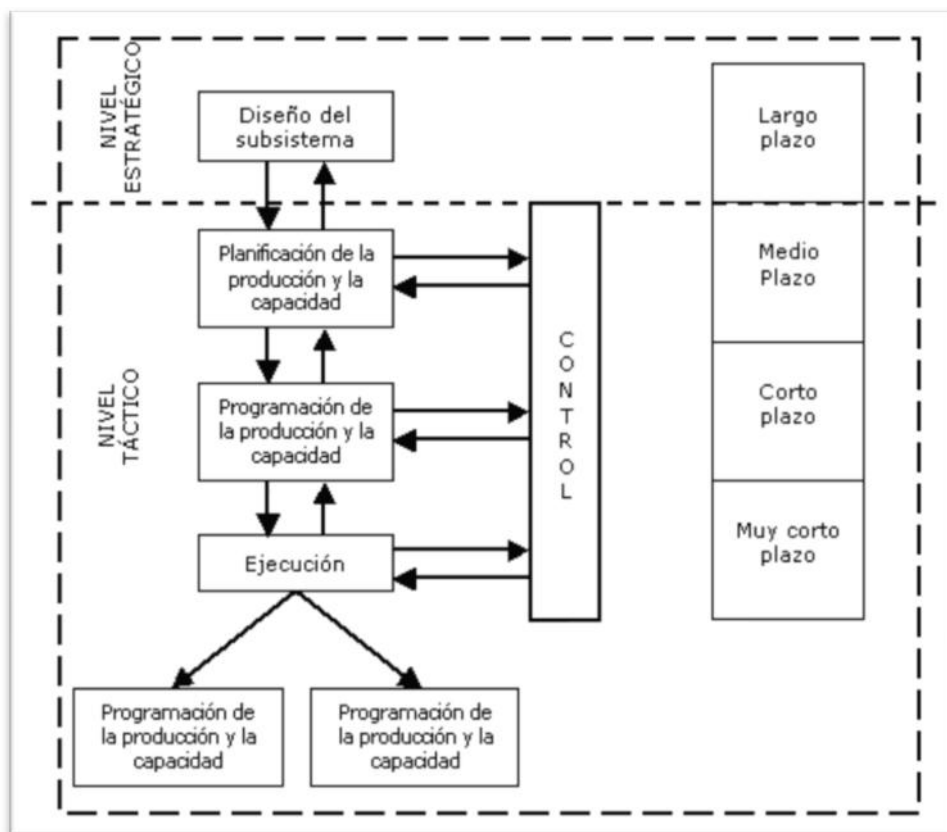 NIVEL
ESTRATÉGICO
Diseño del
subsistema
Largo
plazo
NIVEL
TÁCTICO
Planificación de la
producción y la
capacidad
Medio
Plazo
CONTROL
Programación de
la producción y la
capacidad
Corto
plazo
Ejecución
Muy corto
plazo
Programación de
la producción y la
capacidad
Programación de
la producción y la
capacidad